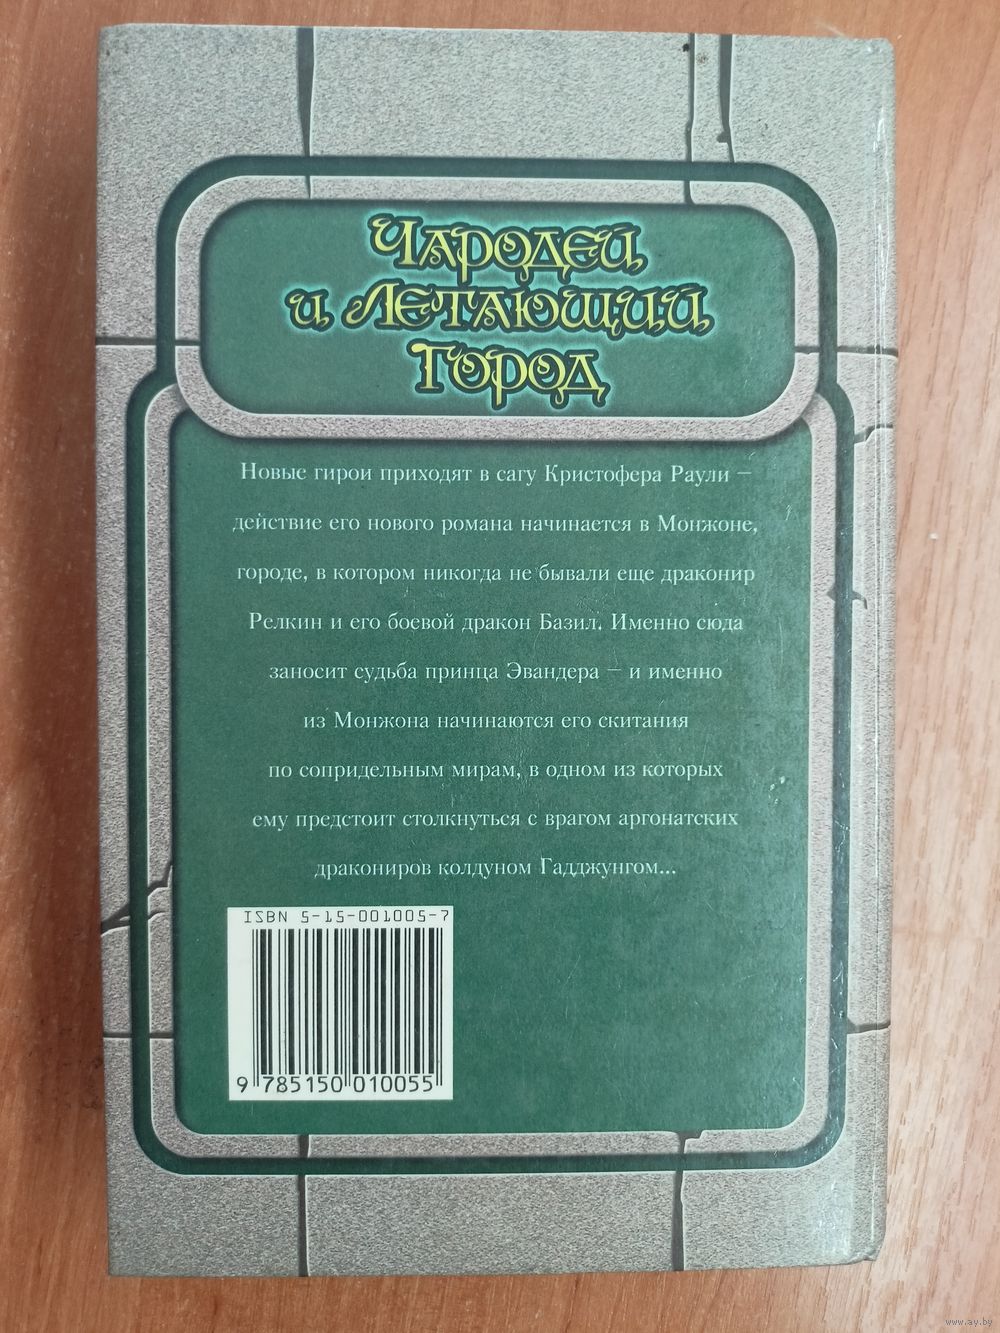 Чародей
и Летающий
Город
Новые гирои приходят в сагу Кристофера Раули –
действие его нового романа начинается в Монжоне,
городе, в котором никогда не бывали еще драконир
Релкин и его боевой дракон Базил. Именно сюда
заносит судьба принца Эвандера – и именно
из Монжона начинаются его скитания
по сопридельным мирам, в одном из которых
ему предстоит столкнуться с врагом аргонатских
дракониров колдуном Гадджунгом...
ISBN 5-15-001005-7
9 785150 010055
www.ay.by